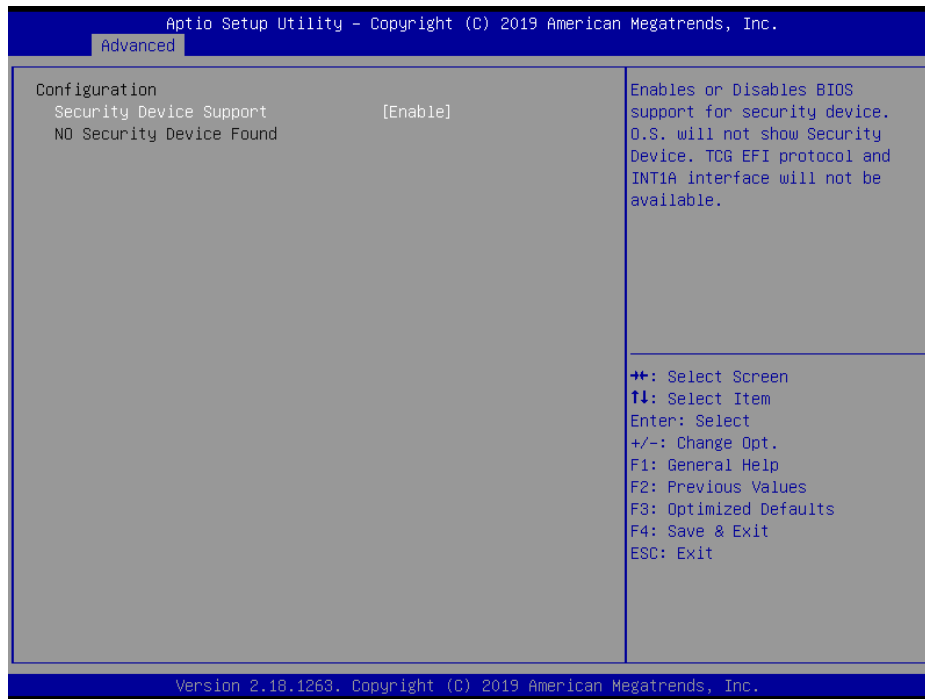 Aptio Setup Utility – Copyright (C) 2019 American Megatrends, Inc.
Advanced
Configuration
Security Device Support [Enable]
NO Security Device Found
Enables or Disables BIOS
support for security device.
O.S. will not show Security
Device. TCG EFI protocol and
INT1A interface will not be
available.
→←: Select Screen
↑↓: Select Item
Enter: Select
+/-: Change Opt.
F1: General Help
F2: Previous Values
F3: Optimized Defaults
F4: Save & Exit
ESC: Exit
Version 2.18.1263. Copyright (C) 2019 American Megatrends, Inc.